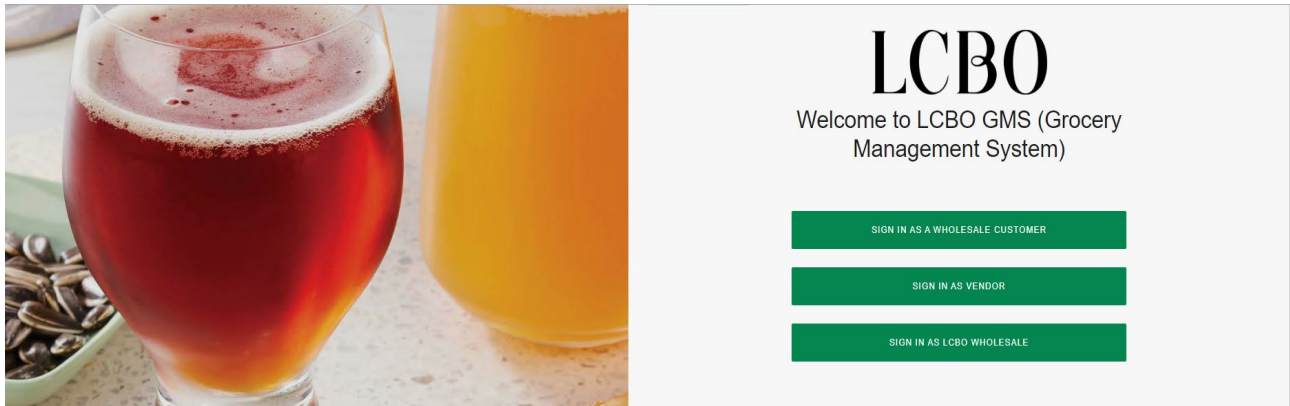 LCBO
Welcome to LCBO GMS (Grocery
Management System)
SIGN IN AS A WHOLESALE CUSTOMER
SIGN IN AS VENDOR
SIGN IN AS LCBO WHOLESALE